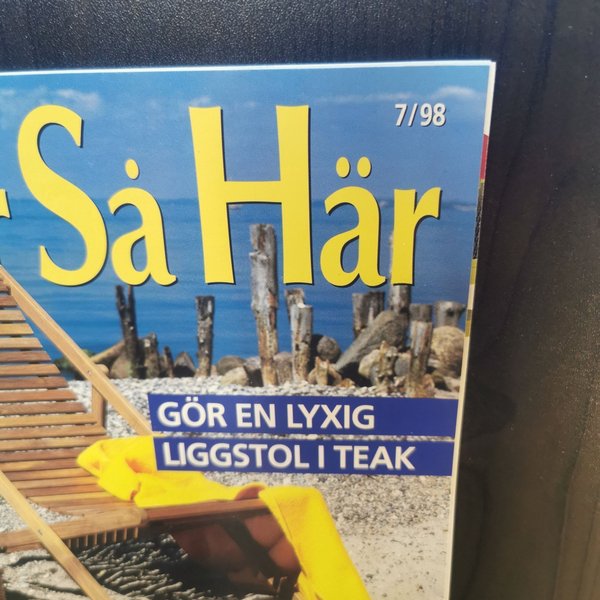 7/98
Så Här
GÖR EN LYXIG
LIGGSTOL I TEAK